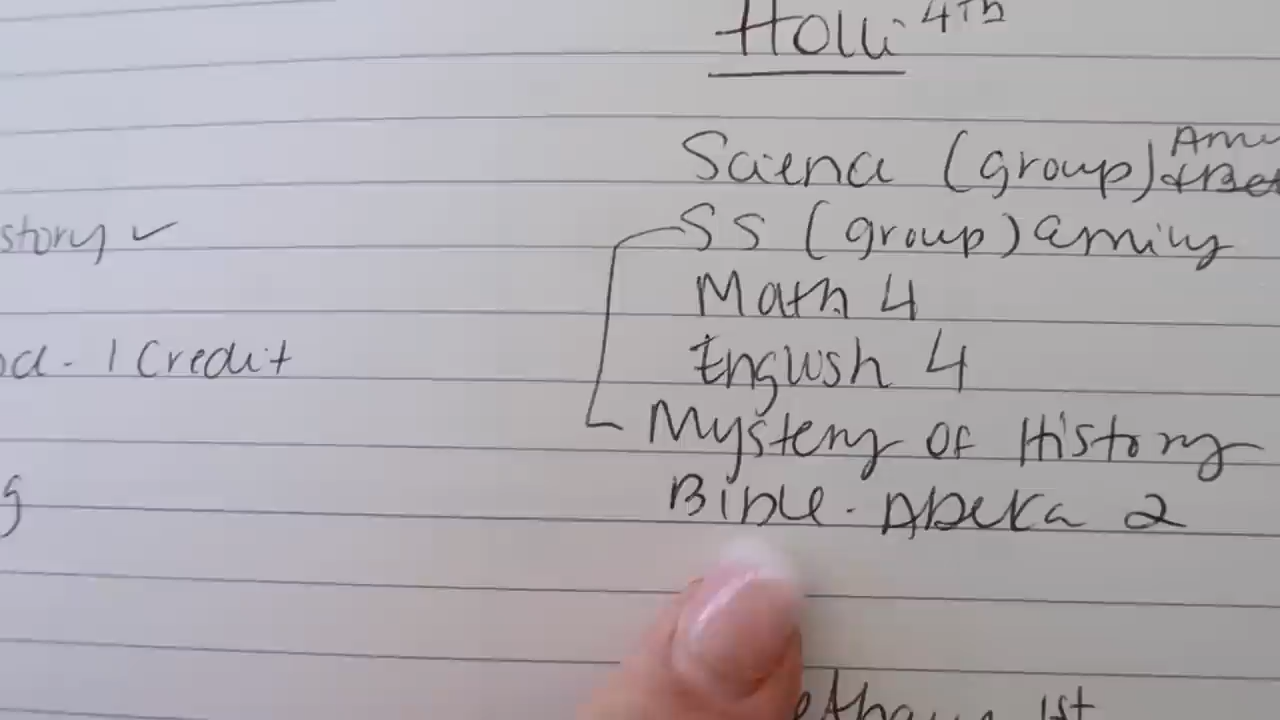 Holli 4th
Science (group)
SS (group)
Math 4
English 4
Mystery of History
Bible. Abeka 2
story ✓
1 Credit
1st